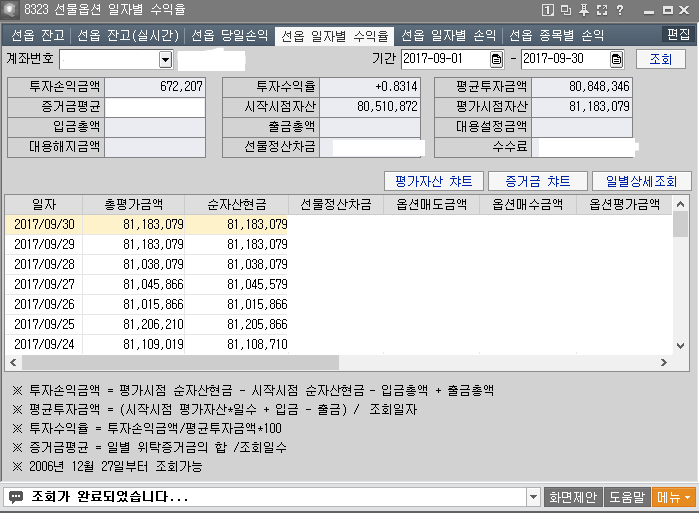 8323 선물옵션 일자별 수익율
선옵 잔고 선옵 잔고(실시간) 선옵 당일손익 선옵 일자별 수익율 선옵 일자별 손익 선옵 종목별 손익 편집
계좌번호 기간 2017-09-01 - 2017-09-30 조회
투자손익금액 672,207 투자수익율 +0.8314 평균투자금액 80,848,346
증거금평균 시작시점자산 80,510,872 평가시점자산 81,183,079
입금총액 출금총액 대용설정금액
대용해지금액 선물정산차금 수수료
평가자산 챠트 증거금 챠트 일별상세조회
일자 총평가금액 순자산현금 선물정산차금 옵션매도금액 옵션매수금액 옵션평가금액
2017/09/30 81,183,079 81,183,079
2017/09/29 81,183,079 81,183,079
2017/09/28 81,038,079 81,038,079
2017/09/27 81,045,866 81,045,579
2017/09/26 81,015,866 81,015,866
2017/09/25 81,206,210 81,205,866
2017/09/24 81,109,019 81,108,710
※ 투자손익금액 = 평가시점 순자산현금 - 시작시점 순자산현금 - 입금총액 + 출금총액
※ 평균투자금액 = (시작시점 평가자산*일수 + 입금 - 출금) / 조회일자
※ 투자수익율 = 투자손익금액/평균투자금액*100
※ 증거금평균 = 일별 위탁증거금의 합 /조회일수
※ 2006년 12월 27일부터 조회가능
조회가 완료되었습니다... 화면제안 도움말 메뉴